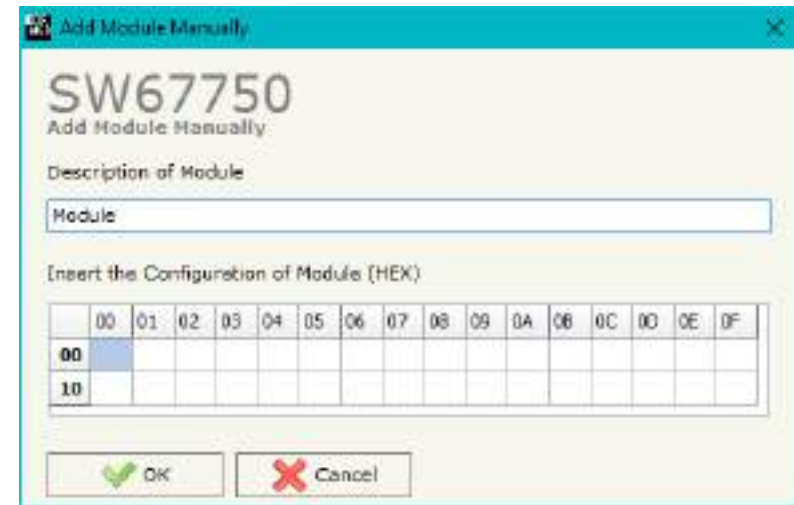 Add Module Manually
SW67750
Add Module Manually
Description of Module
Module
Insert the Configuration of Module (HEX)
00 01 02 03 04 05 06 07 08 09 0A 0B 0C 0D 0E 0F
00
10
OK Cancel